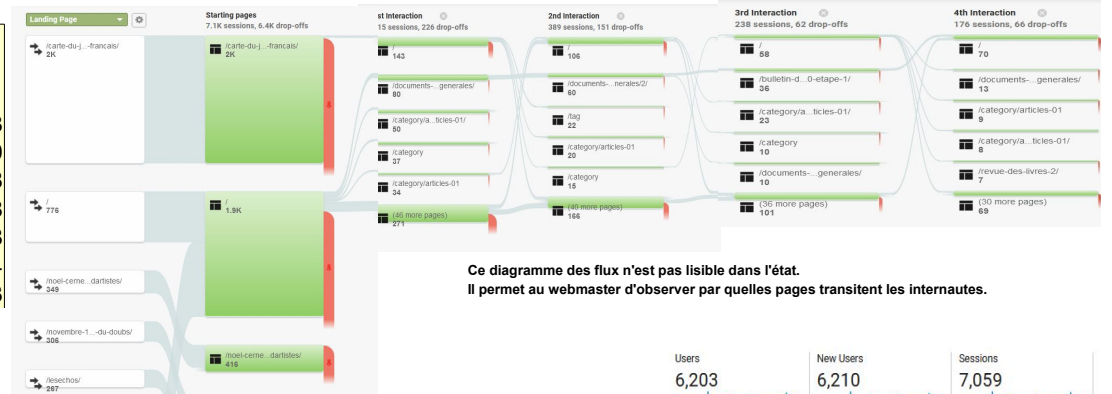 Landing Page
Starting pages
7.1K sessions, 6.4K drop-offs
st Interaction
15 sessions, 226 drop-offs
2nd Interaction
389 sessions, 151 drop-offs
3rd Interaction
238 sessions, 62 drop-offs
4th Interaction
176 sessions, 66 drop-offs
/carte-du-j...-francais/
2K
/
776
/noel-cerne...dartistes/
349
/novembre-1...-du-doubs/
306
/lesechos/
267
/carte-du-j...-francais/
2K
/
1.9K
/noel-cerne...dartistes/
416
/
143
/documents-...generales/
80
/category/a...ticles-01/
50
/category
37
/category/articles-01
34
(46 more pages)
271
/
106
/documents-...nerales/2/
60
/tag
22
/category/articles-01
20
/category
15
(40 more pages)
166
/
58
/bulletin-d...0-etape-1/
36
/category/a...ticles-01/
23
/category
10
/documents-...generales/
10
(36 more pages)
101
/
70
/documents-...generales/
13
/category/articles-01
9
/category/a...ticles-01/
8
/revue-des-livres-2/
7
(30 more pages)
69
Ce diagramme des flux n'est pas lisible dans l'état.
Il permet au webmaster d'observer par quelles pages transitent les internautes.
Users
6,203
New Users
6,210
Sessions
7,059